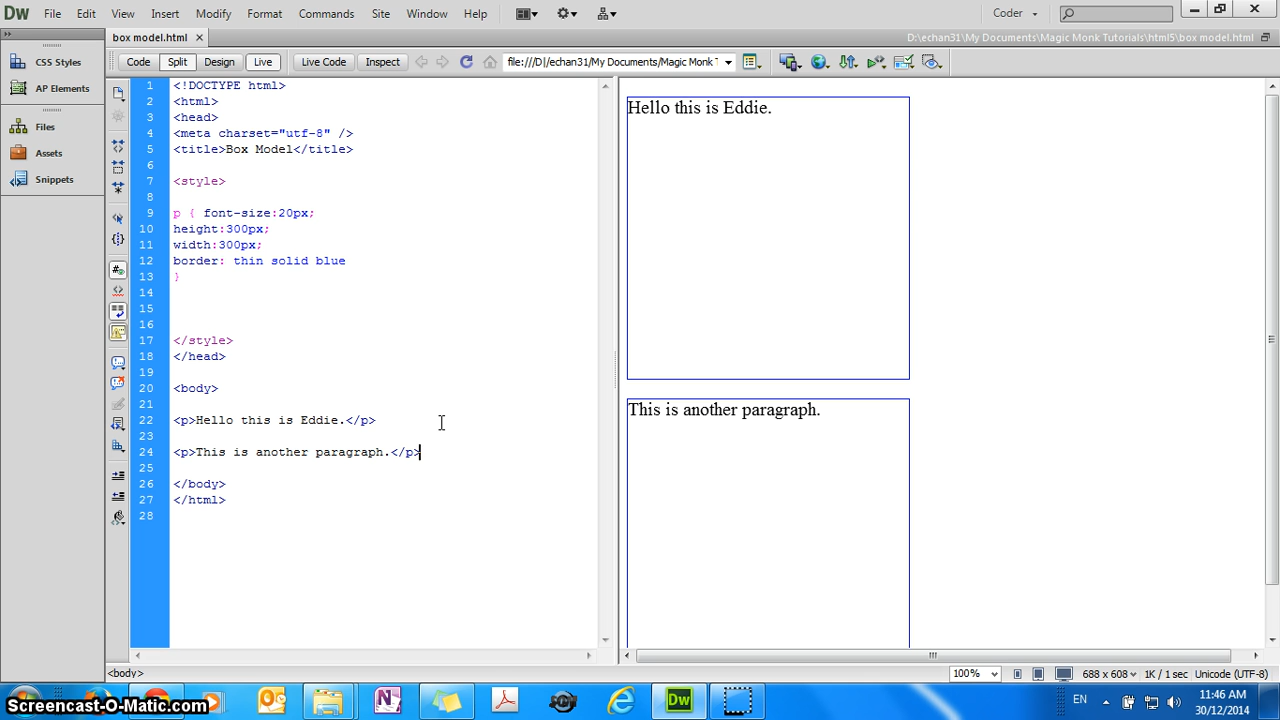 Dw File Edit View Insert Modify Format Commands Site Window Help Coder
box model.html D:\echan31\My Documents\Magic Monk Tutorials\html5\box model.html
Code Split Design Live Live Code Inspect file:///D|/echan31/My Documents/Magic Monk T
CSS Styles
AP Elements
Files
Assets
Snippets
1 <!DOCTYPE html>
2 <html>
3 <head>
4 <meta charset="utf-8" />
5 <title>Box Model</title>
6
7 <style>
8
9 p { font-size:20px;
10 height:300px;
11 width:300px;
12 border: thin solid blue
13 }
14
15
16
17 </style>
18 </head>
19
20 <body>
21
22 <p>Hello this is Eddie.</p>
23
24 <p>This is another paragraph.</p>
25
26 </body>
27 </html>
28
Hello this is Eddie.
This is another paragraph.
<body> 100% 688 x 608 1K / 1 sec Unicode (UTF-8)
Screencast-O-Matic.com
Dw
EN
11:46 AM
30/12/2014